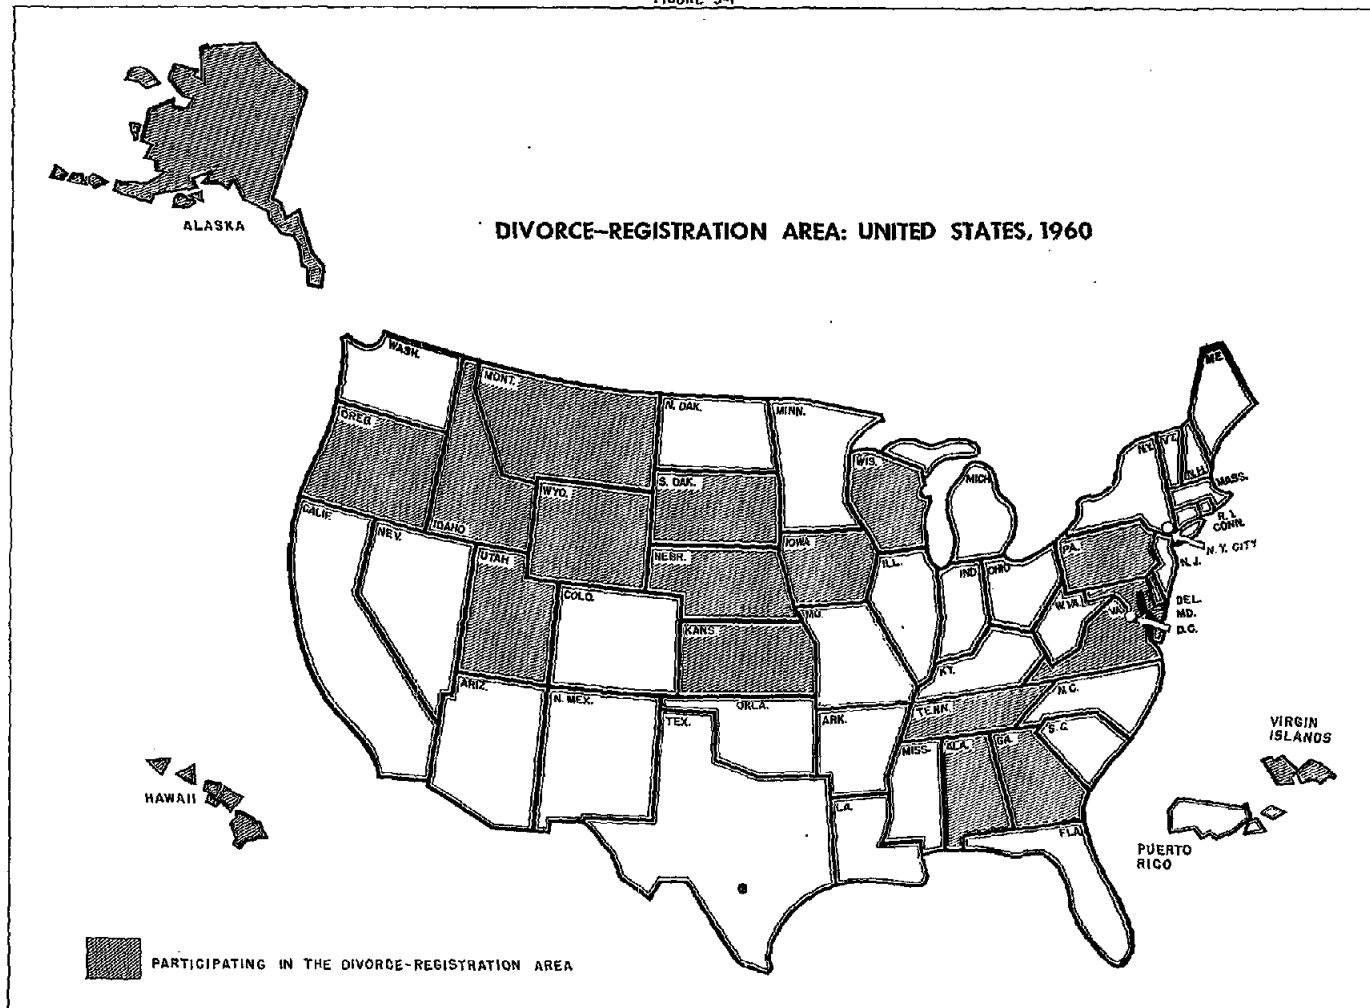 ALASKA
DIVORCE-REGISTRATION AREA: UNITED STATES, 1960
WASH.
MONT.
N. DAK.
MINN.
ME.
OREG.
S. DAK.
WIS.
MICH.
N.Y.
VT.
N.H.
MASS.
R.I.
CONN.
N.Y. CITY
CALIF.
NEV.
IDAHO
WYO.
UTAH
NEBR.
IOWA
ILL.
IND.
OHIO
PA.
N.J.
W.VA.
VA.
DEL.
MD.
D.C.
COLO.
KANS.
MO.
KY.
ARIZ.
N. MEX.
OKLA.
TEX.
ARK.
TENN.
N.C.
S.C.
MISS.
ALA.
GA.
LA.
FLA.
HAWAII
VIRGIN
ISLANDS
PUERTO
RICO
PARTICIPATING IN THE DIVORCE-REGISTRATION AREA